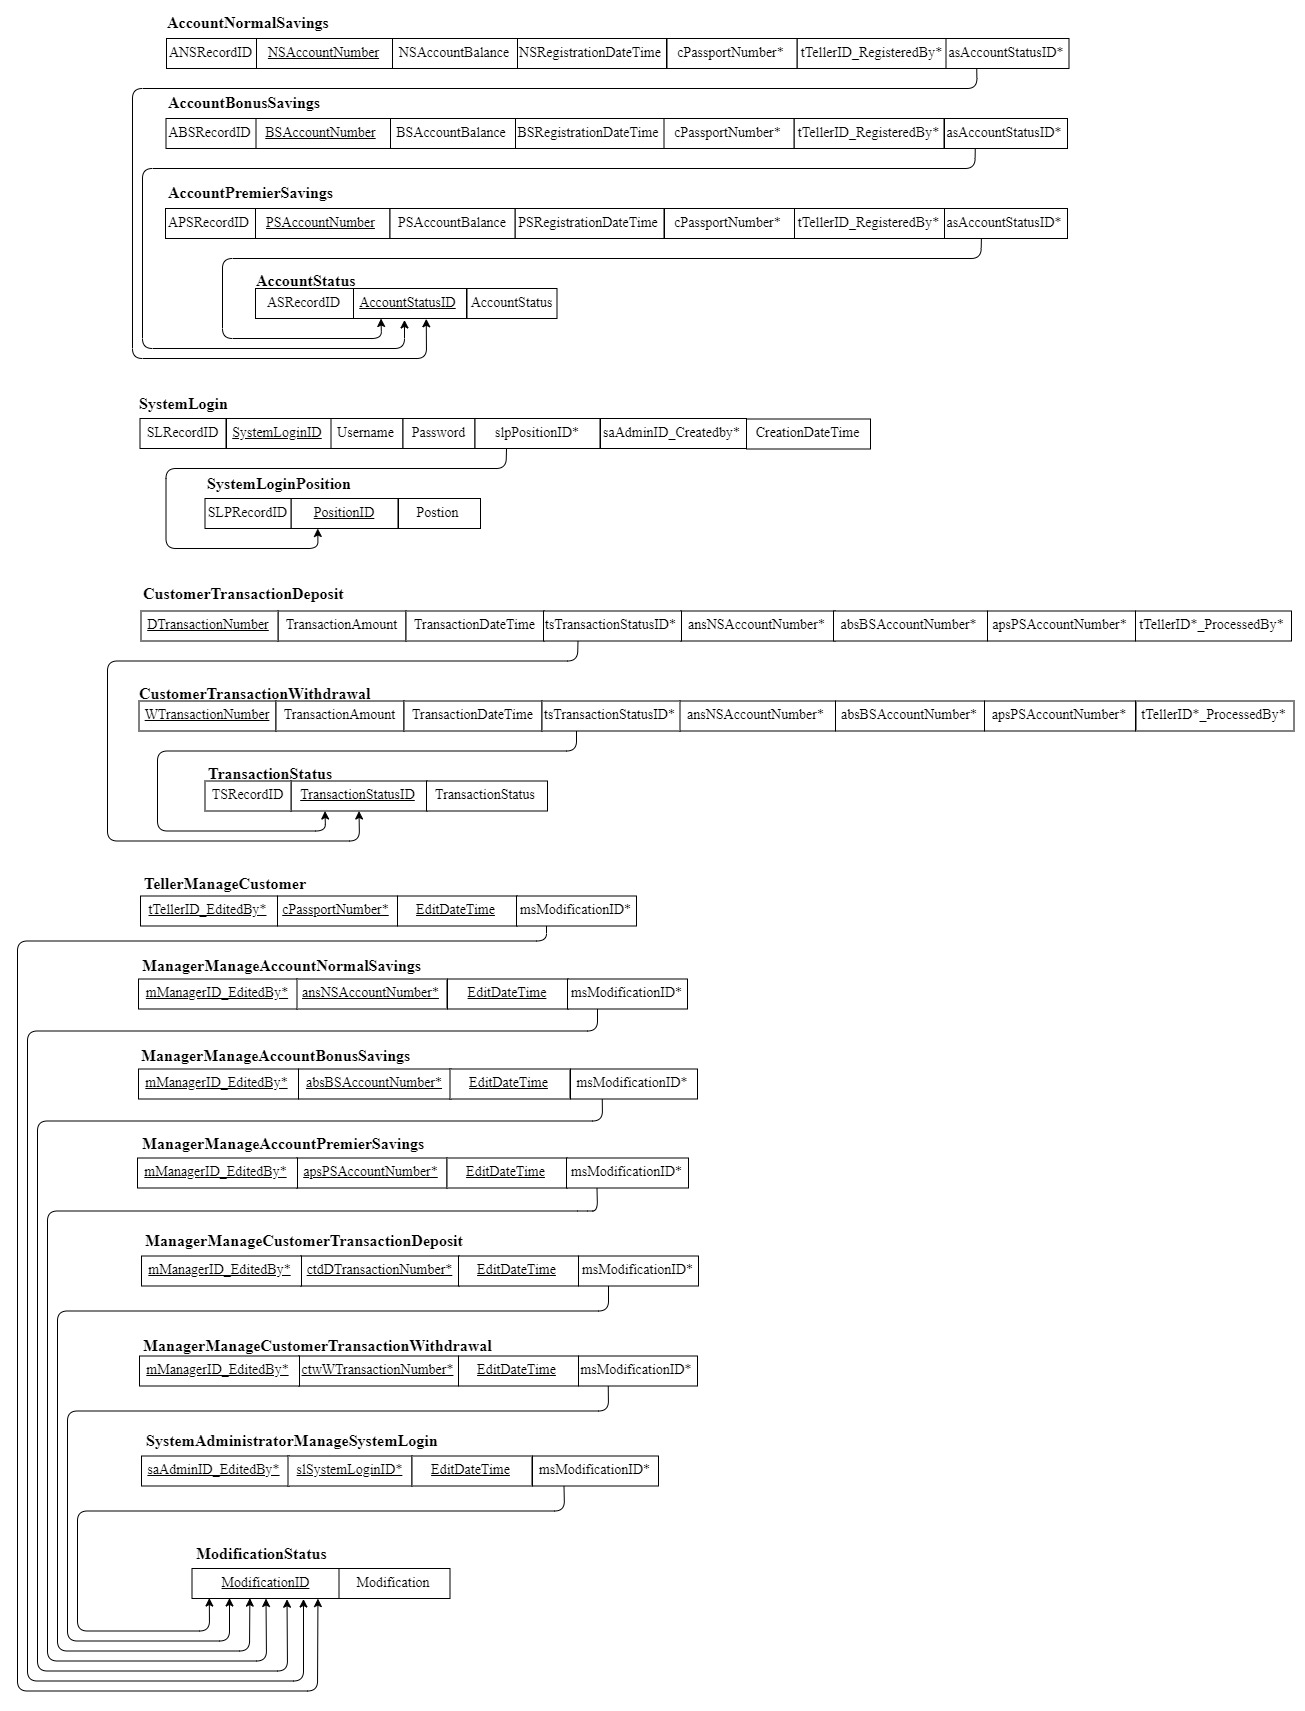 AccountNormalSavings
ANSRecordID NSAccountNumber NSAccountBalance NSRegistrationDateTime cPassportNumber* tTellerID_RegisteredBy* asAccountStatusID*
AccountBonusSavings
ABSRecordID BSAccountNumber BSAccountBalance BSRegistrationDateTime cPassportNumber* tTellerID_RegisteredBy* asAccountStatusID*
AccountPremierSavings
APSRecordID PSAccountNumber PSAccountBalance PSRegistrationDateTime cPassportNumber* tTellerID_RegisteredBy* asAccountStatusID*
AccountStatus
ASRecordID AccountStatusID AccountStatus
SystemLogin
SLRecordID SystemLoginID Username Password slpPositionID* saAdminID_Createdby* CreationDateTime
SystemLoginPosition
SLPRecordID PositionID Postion
CustomerTransactionDeposit
DTransactionNumber TransactionAmount TransactionDateTime tsTransactionStatusID* ansNSAccountNumber* absBSAccountNumber* apsPSAccountNumber* tTellerID*_ProcessedBy*
CustomerTransactionWithdrawal
WTransactionNumber TransactionAmount TransactionDateTime tsTransactionStatusID* ansNSAccountNumber* absBSAccountNumber* apsPSAccountNumber* tTellerID*_ProcessedBy*
TransactionStatus
TSRecordID TransactionStatusID TransactionStatus
TellerManageCustomer
tTellerID_EditedBy* cPassportNumber* EditDateTime msModificationID*
ManagerManageAccountNormalSavings
mManagerID_EditedBy* ansNSAccountNumber* EditDateTime msModificationID*
ManagerManageAccountBonusSavings
mManagerID_EditedBy* absBSAccountNumber* EditDateTime msModificationID*
ManagerManageAccountPremierSavings
mManagerID_EditedBy* apsPSAccountNumber* EditDateTime msModificationID*
ManagerManageCustomerTransactionDeposit
mManagerID_EditedBy* ctdDTransactionNumber* EditDateTime msModificationID*
ManagerManageCustomerTransactionWithdrawal
mManagerID_EditedBy* ctwWTransactionNumber* EditDateTime msModificationID*
SystemAdministratorManageSystemLogin
saAdminID_EditedBy* slSystemLoginID* EditDateTime msModificationID*
ModificationStatus
ModificationID Modification